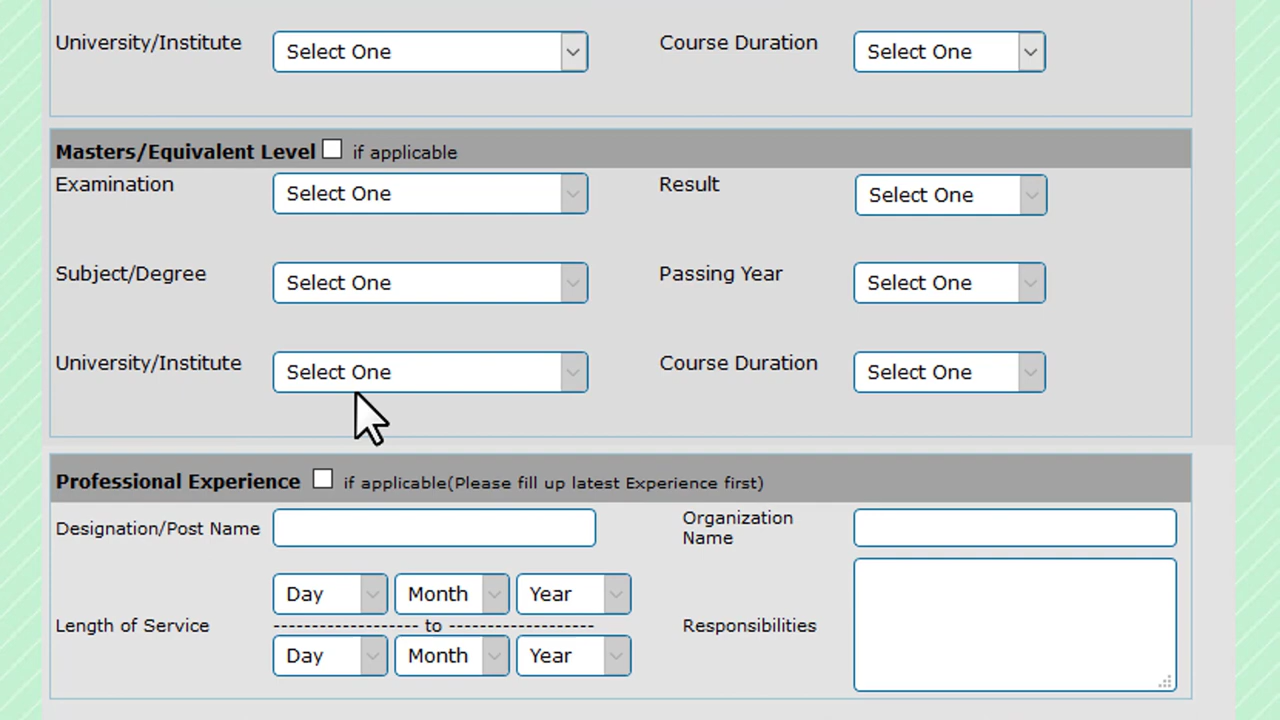 University/Institute Select One Course Duration Select One
Masters/Equivalent Level if applicable
Examination Select One Result Select One
Subject/Degree Select One Passing Year Select One
University/Institute Select One Course Duration Select One
Professional Experience if applicable(Please fill up latest Experience first)
Designation/Post Name
Organization
Name
Length of Service
Day Month Year
------------------- to -------------------
Day Month Year
Responsibilities